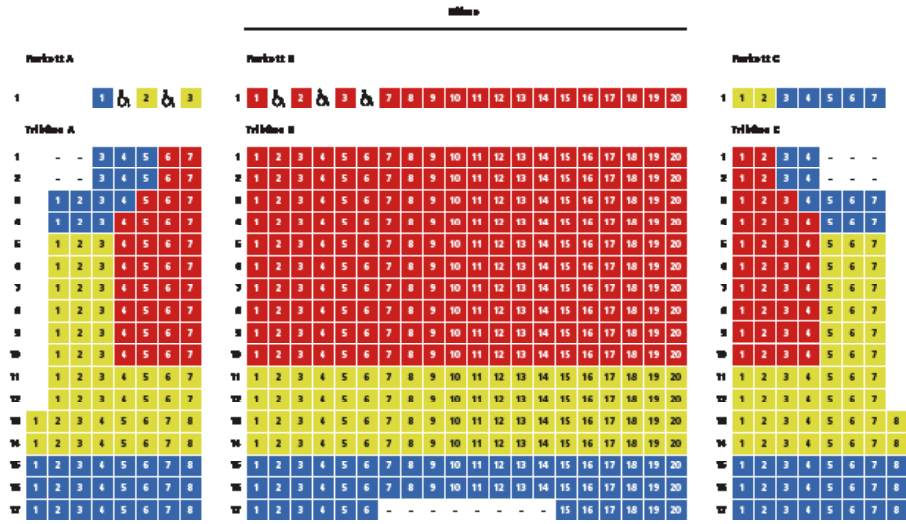 Bühne
Parkett A Parkett B Parkett C
1 1 2 3 1 1 2 3 7 8 9 10 11 12 13 14 15 16 17 18 19 20 1 1 2 3 4 5 6 7
Tribüne A Tribüne B Tribüne C
1 - - 3 4 5 6 7 1 1 2 3 4 5 6 7 8 9 10 11 12 13 14 15 16 17 18 19 20 1 1 2 3 4 - - -
2 - - 3 4 5 6 7 2 1 2 3 4 5 6 7 8 9 10 11 12 13 14 15 16 17 18 19 20 2 1 2 3 4 - - -
3 1 2 3 4 5 6 7 3 1 2 3 4 5 6 7 8 9 10 11 12 13 14 15 16 17 18 19 20 3 1 2 3 4 5 6 7
4 1 2 3 4 5 6 7 4 1 2 3 4 5 6 7 8 9 10 11 12 13 14 15 16 17 18 19 20 4 1 2 3 4 5 6 7
5 1 2 3 4 5 6 7 5 1 2 3 4 5 6 7 8 9 10 11 12 13 14 15 16 17 18 19 20 5 1 2 3 4 5 6 7
6 1 2 3 4 5 6 7 6 1 2 3 4 5 6 7 8 9 10 11 12 13 14 15 16 17 18 19 20 6 1 2 3 4 5 6 7
7 1 2 3 4 5 6 7 7 1 2 3 4 5 6 7 8 9 10 11 12 13 14 15 16 17 18 19 20 7 1 2 3 4 5 6 7
8 1 2 3 4 5 6 7 8 1 2 3 4 5 6 7 8 9 10 11 12 13 14 15 16 17 18 19 20 8 1 2 3 4 5 6 7
9 1 2 3 4 5 6 7 9 1 2 3 4 5 6 7 8 9 10 11 12 13 14 15 16 17 18 19 20 9 1 2 3 4 5 6 7
10 1 2 3 4 5 6 7 10 1 2 3 4 5 6 7 8 9 10 11 12 13 14 15 16 17 18 19 20 10 1 2 3 4 5 6 7
11 1 2 3 4 5 6 7 11 1 2 3 4 5 6 7 8 9 10 11 12 13 14 15 16 17 18 19 20 11 1 2 3 4 5 6 7
12 1 2 3 4 5 6 7 12 1 2 3 4 5 6 7 8 9 10 11 12 13 14 15 16 17 18 19 20 12 1 2 3 4 5 6 7
13 1 2 3 4 5 6 7 8 13 1 2 3 4 5 6 7 8 9 10 11 12 13 14 15 16 17 18 19 20 13 1 2 3 4 5 6 7 8
14 1 2 3 4 5 6 7 8 14 1 2 3 4 5 6 7 8 9 10 11 12 13 14 15 16 17 18 19 20 14 1 2 3 4 5 6 7 8
15 1 2 3 4 5 6 7 8 15 1 2 3 4 5 6 7 8 9 10 11 12 13 14 15 16 17 18 19 20 15 1 2 3 4 5 6 7 8
16 1 2 3 4 5 6 7 8 16 1 2 3 4 5 6 7 8 9 10 11 12 13 14 15 16 17 18 19 20 16 1 2 3 4 5 6 7 8
17 1 2 3 4 5 6 7 8 17 1 2 3 4 5 6 - - - - - - - - 15 16 17 18 19 20 17 1 2 3 4 5 6 7 8